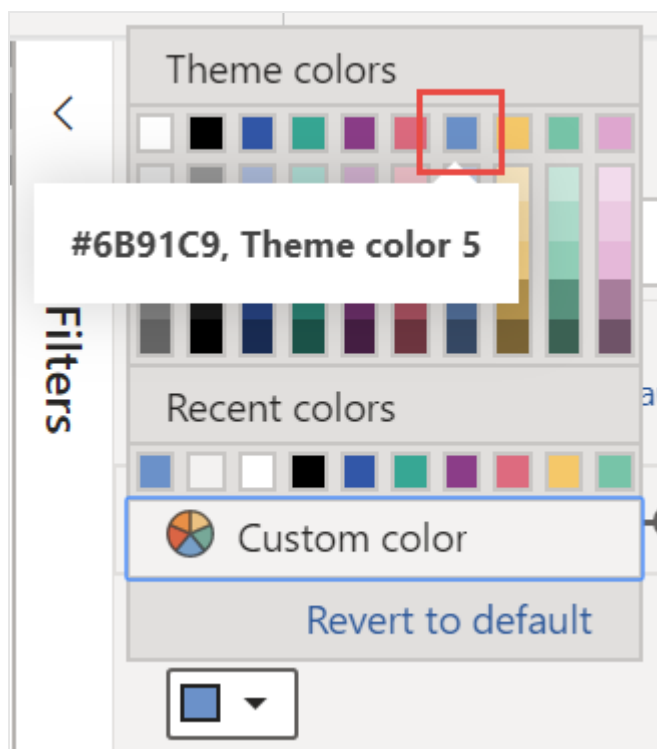 Theme colors
#6B91C9, Theme color 5
Filters
Recent colors
a
Custom color
Revert to default